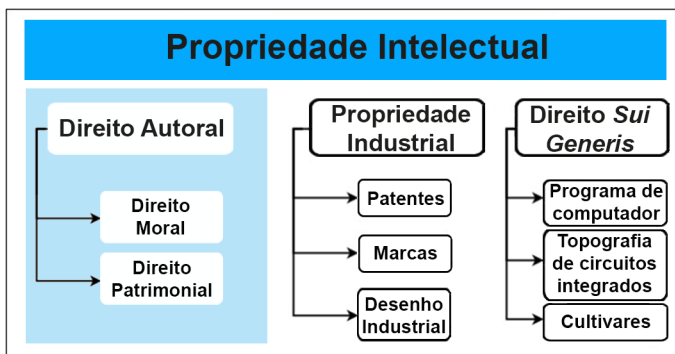 Propriedade Intelectual
Direito Autoral
Direito
Moral
Direito
Patrimonial
Propriedade
Industrial
Patentes
Marcas
Desenho
Industrial
Direito Sui
Generis
Programa de
computador
Topografia
de circuitos
integrados
Cultivares